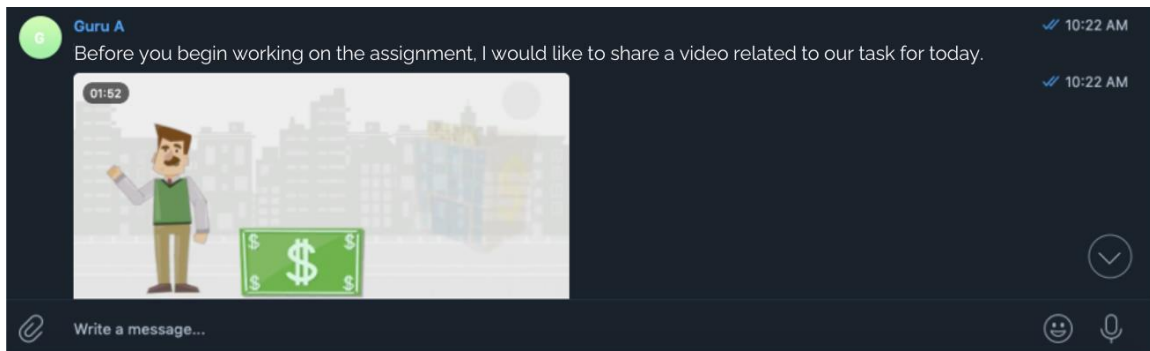 G
Guru A
10:22 AM
Before you begin working on the assignment, I would like to share a video related to our task for today.
10:22 AM
01:52
$ $
$
$ $
Write a message...